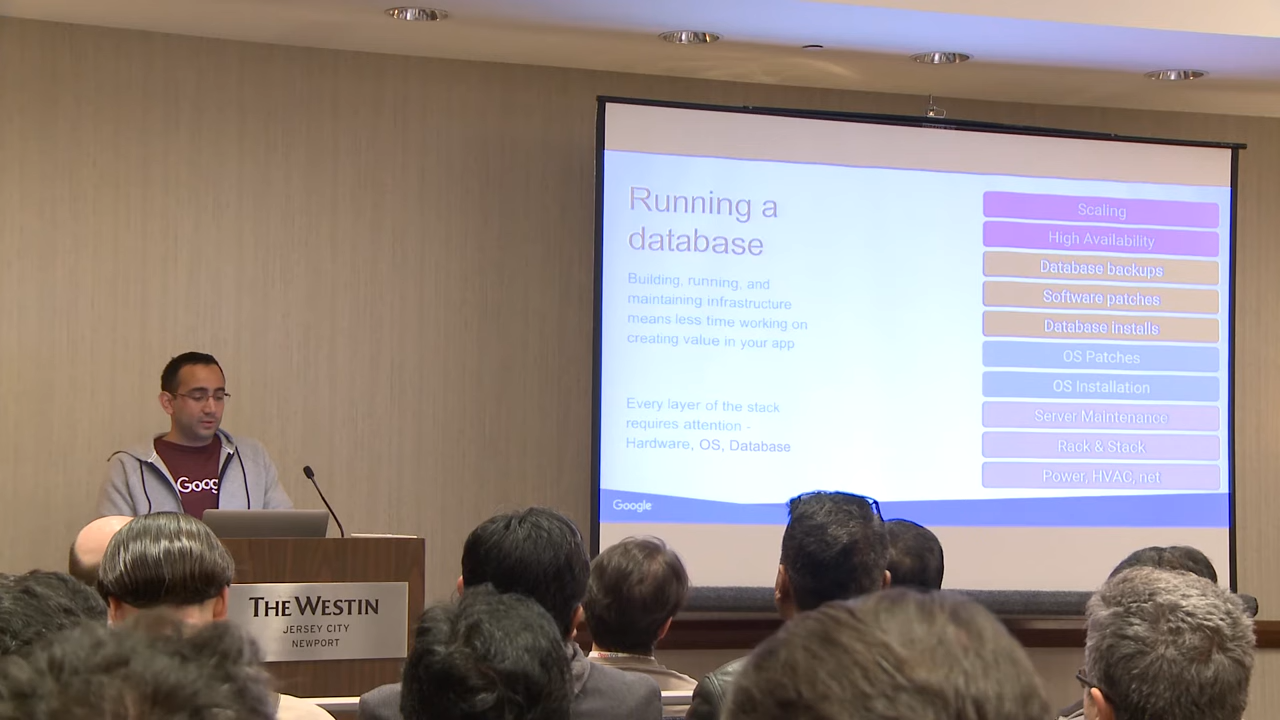 Running a
database
Building, running, and
maintaining infrastructure
means less time working on
creating value in your app
Every layer of the stack
requires attention -
Hardware, OS, Database
Scaling
High Availability
Database backups
Software patches
Database installs
OS Patches
OS Installation
Server Maintenance
Rack & Stack
Power, HVAC, net
Google
Goog
THE WESTIN
JERSEY CITY
NEWPORT